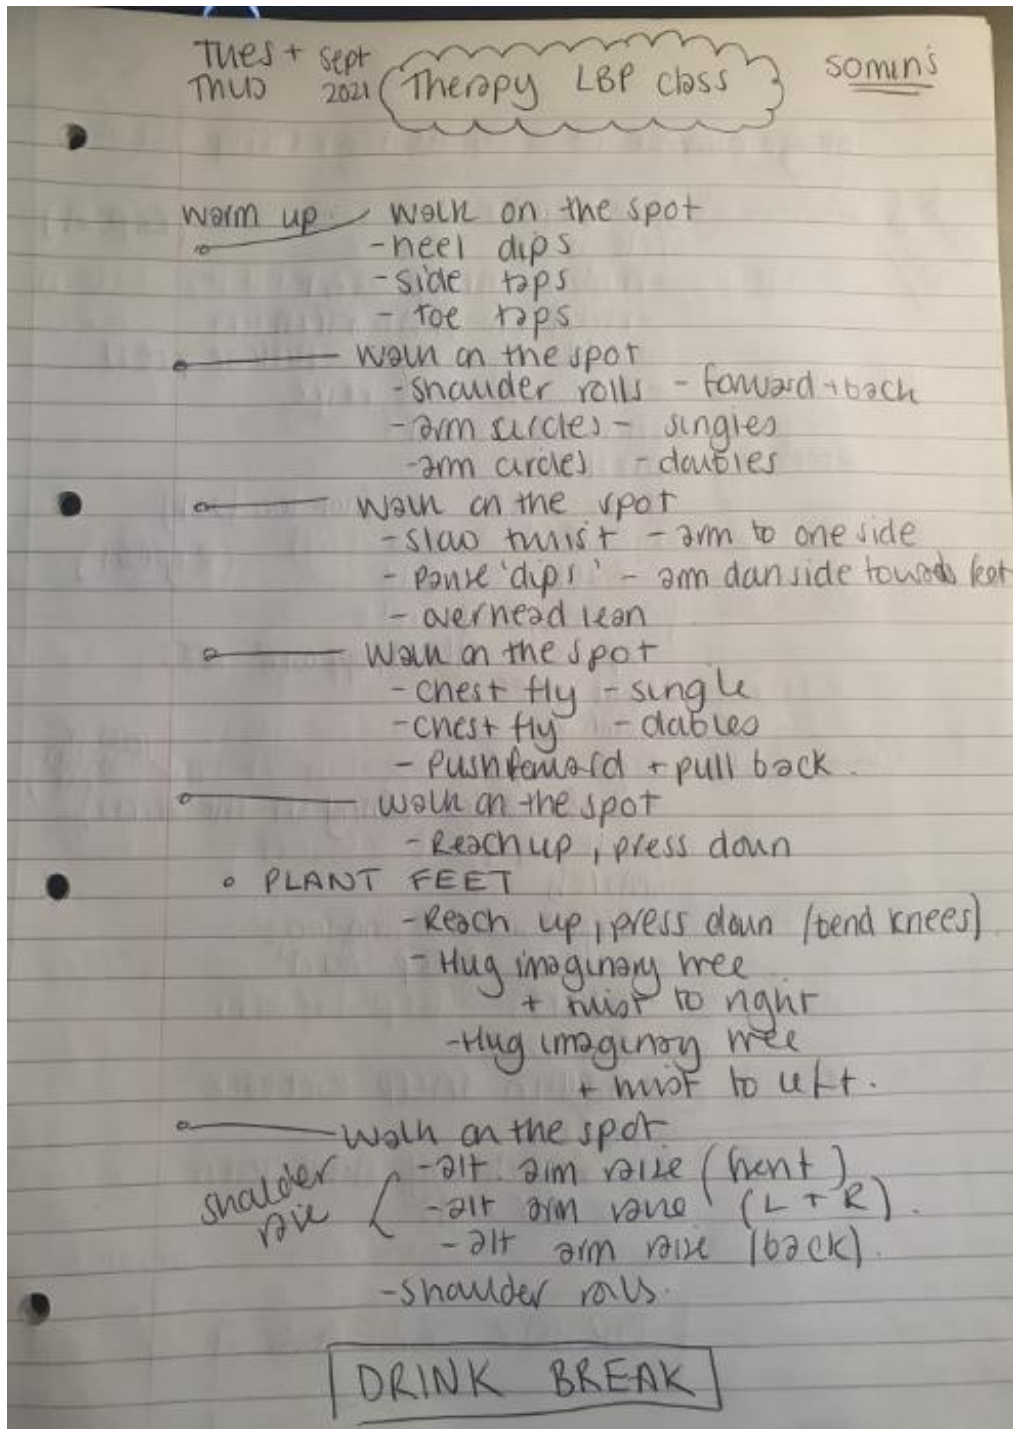 Tues + Sept Therapy LBP class 50mins
Thurs 2021
warm up - walk on the spot
- heel dips
- side taps
- toe taps
walk on the spot
- shoulder rolls - forward + back
- arm circles - singles
- arm circles - doubles
walk on the spot
- slow twist - arm to one side
- pause 'dips' - arm down side towards feet
- overhead lean
walk on the spot
- chest fly - single
- chest fly - doubles
- push forward + pull back.
walk on the spot
- Reach up, press down
• PLANT FEET
- Reach up, press down (bend knees)
- Hug imaginary tree
+ twist to right
- Hug imaginary tree
+ twist to left.
walk on the spot
shoulder raise
- alt arm raise (front)
- alt arm raise (L + R).
- alt arm raise (back).
- shoulder rolls.
DRINK BREAK